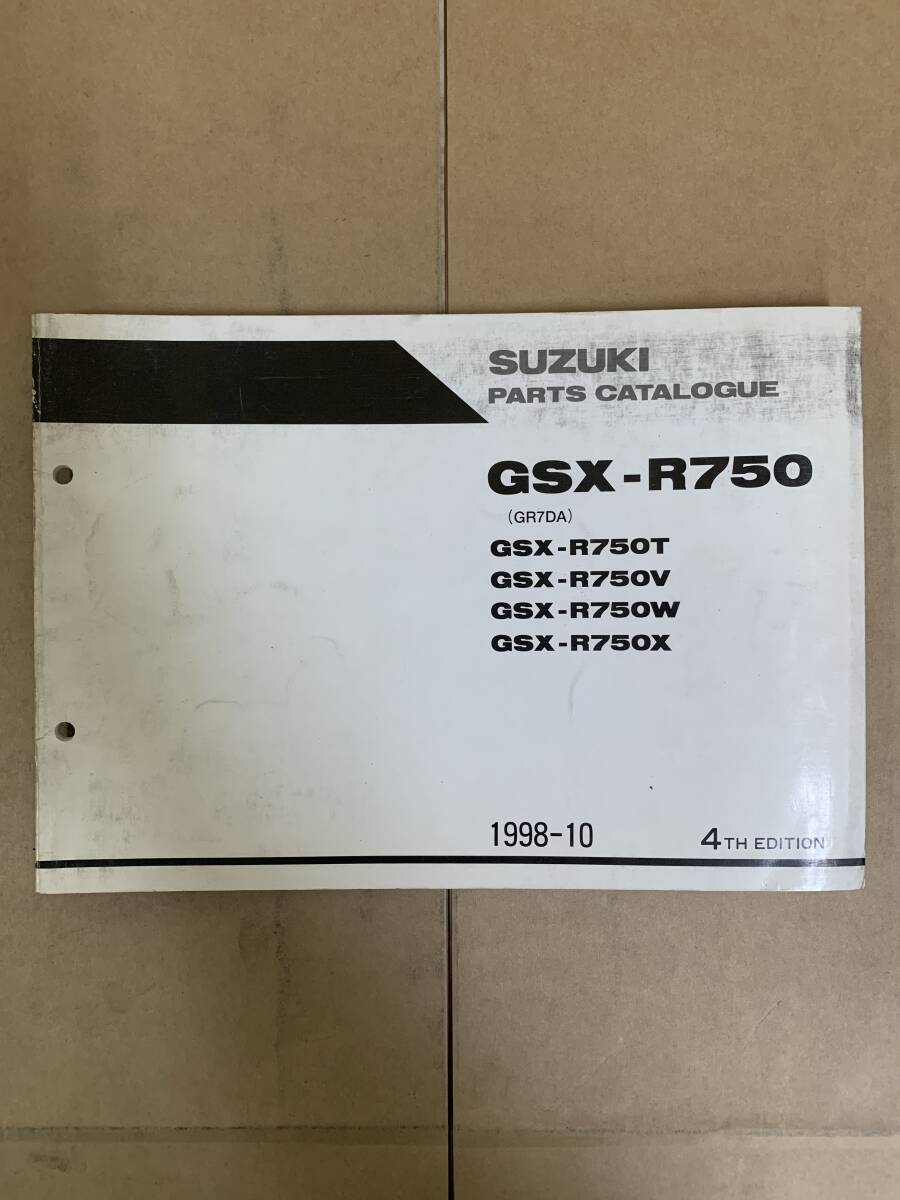 SUZUKI
PARTS CATALOGUE
GSX-R750
(GR7DA)
GSX-R750T
GSX-R750V
GSX-R750W
GSX-R750X
1998-10 4TH EDITION